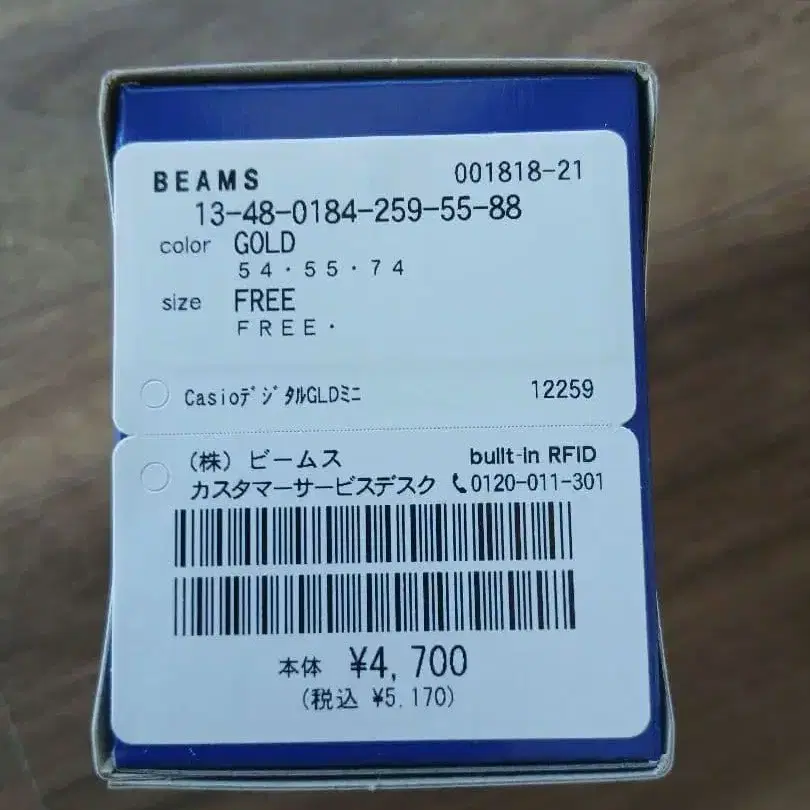 BEAMS 001818-21
13-48-0184-259-55-88
color GOLD
54・55・74
size FREE
FREE・
CasioﾃﾞｼﾞﾀﾙGLDﾐﾆ 12259
(株) ビームス built-in RFID
カスタマーサービスデスク 0120-011-301
本体 ¥4,700
(税込 ¥5,170)